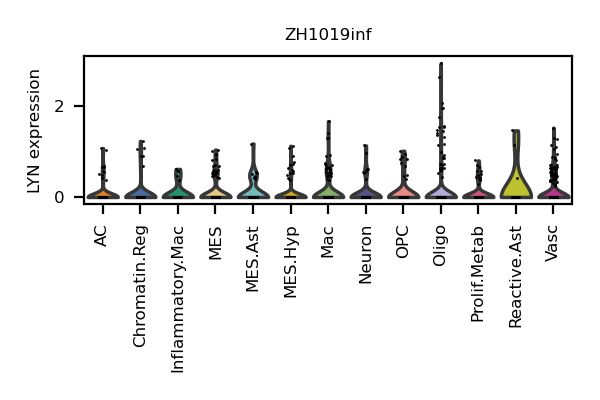 ZH1019inf
LYN expression
2
0
AC
Chromatin.Reg
Inflammatory.Mac
MES
MES.Ast
MES.Hyp
Mac
Neuron
OPC
Oligo
Prolif.Metab
Reactive.Ast
Vasc